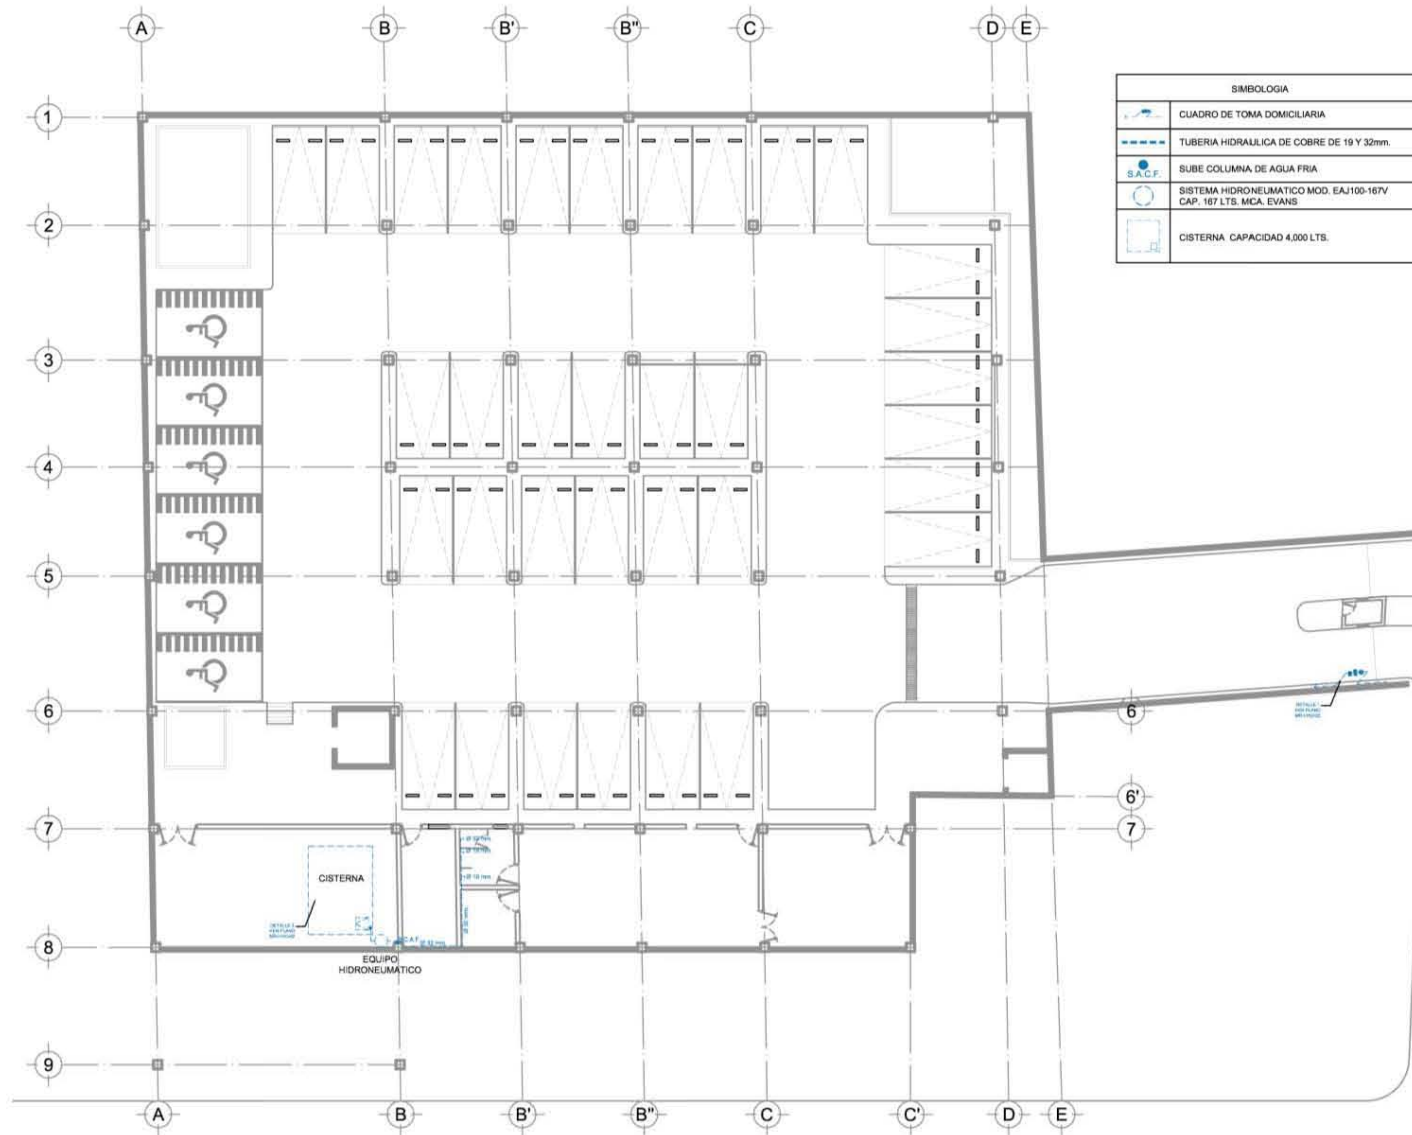 A B B' B" C D E
1
2
3
4
5
6
7
8
9
SIMBOLOGIA
CUADRO DE TOMA DOMICILIARIA
TUBERIA HIDRAULICA DE COBRE DE 19 Y 32mm.
S.A.C.F.
SUBE COLUMNA DE AGUA FRIA
SISTEMA HIDRONEUMATICO MOD. EAJ100-167V
CAP. 167 LTS. MCA. EVANS
CISTERNA CAPACIDAD 4,000 LTS.
6
6'
7
CISTERNA
EQUIPO
HIDRONEUMÁTICO
A B B' B" C C' D E